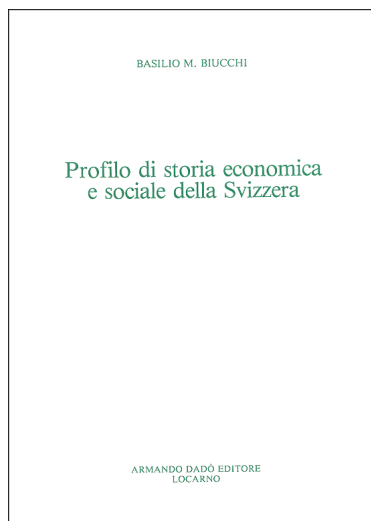 BASILIO M. BIUCCHI
Profilo di storia economica
e sociale della Svizzera
ARMANDO DADÒ EDITORE
LOCARNO